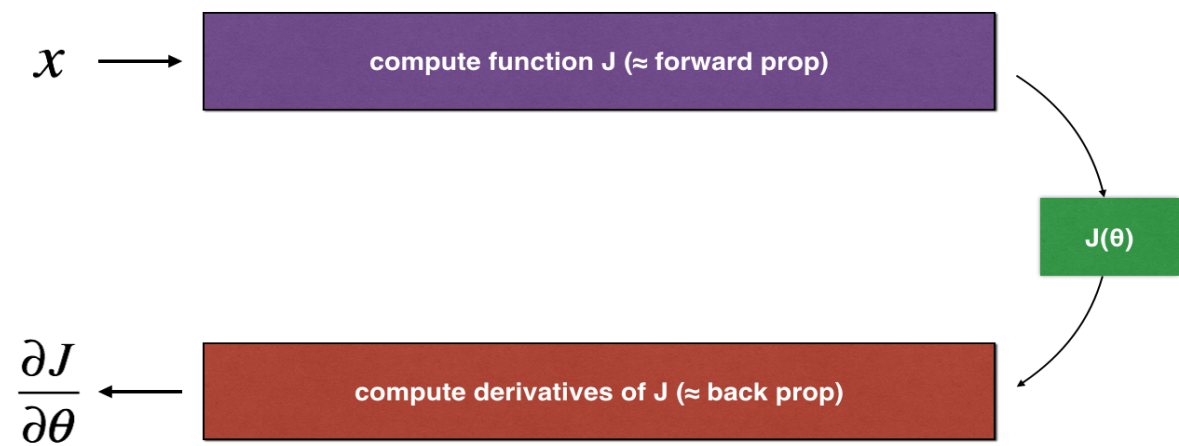 x
compute function J (≈ forward prop)
J(θ)
∂J
∂θ
compute derivatives of J (≈ back prop)